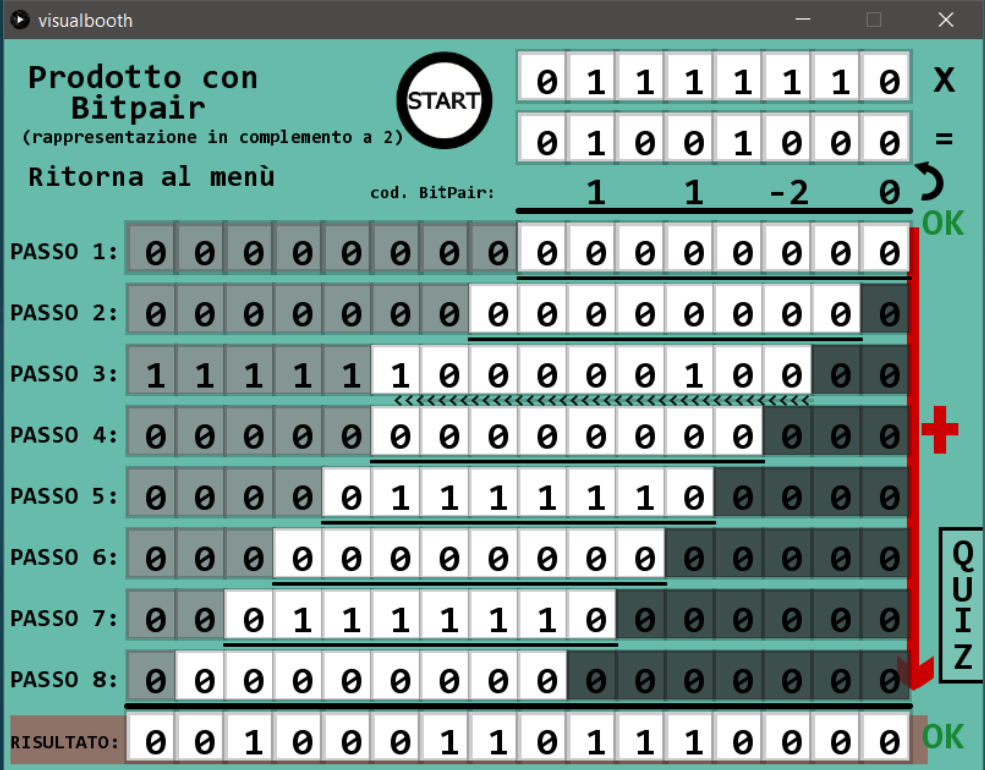 visualbooth
Prodotto con
Bitpair
(rappresentazione in complemento a 2)
Ritorna al menù
START
0 1 1 1 1 1 1 0 X
0 1 0 0 1 0 0 0 =
cod. BitPair: 1 1 -2 0
OK
PASSO 1: 0 0 0 0 0 0 0 0 0 0 0 0 0 0 0 0
PASSO 2: 0 0 0 0 0 0 0 0 0 0 0 0 0 0 0 0
PASSO 3: 1 1 1 1 1 1 0 0 0 0 0 1 0 0 0 0
<<<<<<<<<<<<<<<<<<<<<<<<<<<<<<<<<<<<<<
PASSO 4: 0 0 0 0 0 0 0 0 0 0 0 0 0 0 0 0
+
PASSO 5: 0 0 0 0 0 1 1 1 1 1 1 0 0 0 0 0
PASSO 6: 0 0 0 0 0 0 0 0 0 0 0 0 0 0 0 0
PASSO 7: 0 0 0 1 1 1 1 1 1 0 0 0 0 0 0 0
PASSO 8: 0 0 0 0 0 0 0 0 0 0 0 0 0 0 0 0
QUIZ
RISULTATO: 0 0 1 0 0 0 1 1 0 1 1 1 0 0 0 0 OK